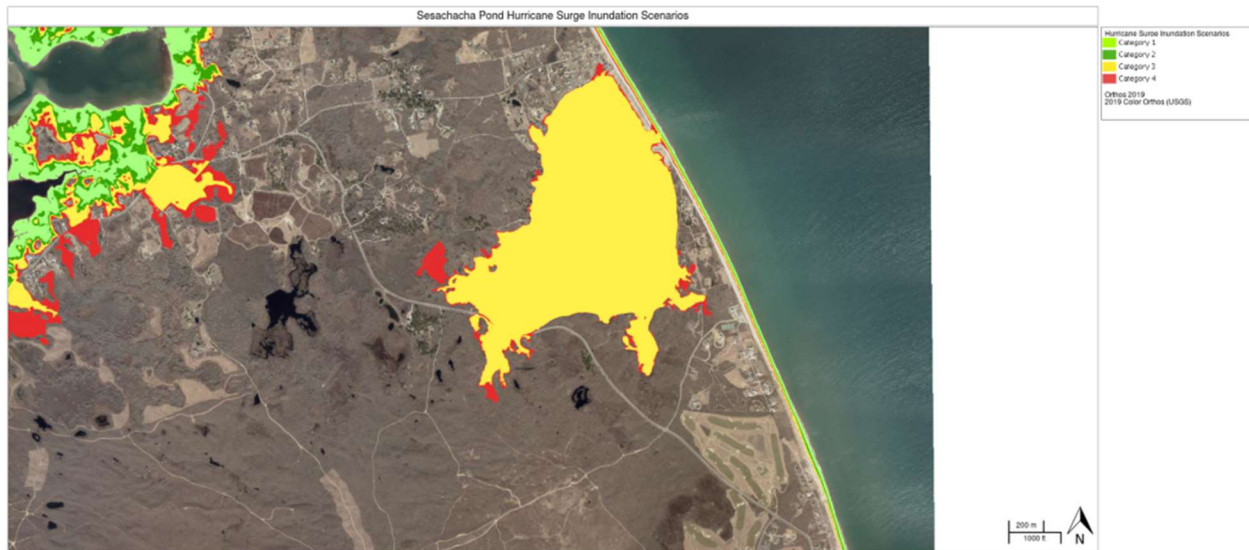 Sesachacha Pond Hurricane Surge Inundation Scenarios
Hurricane Surge Inundation Scenarios
Category 1
Category 2
Category 3
Category 4
Orthos 2019
2019 Color Orthos (USGS)
200 m
1000 ft
N